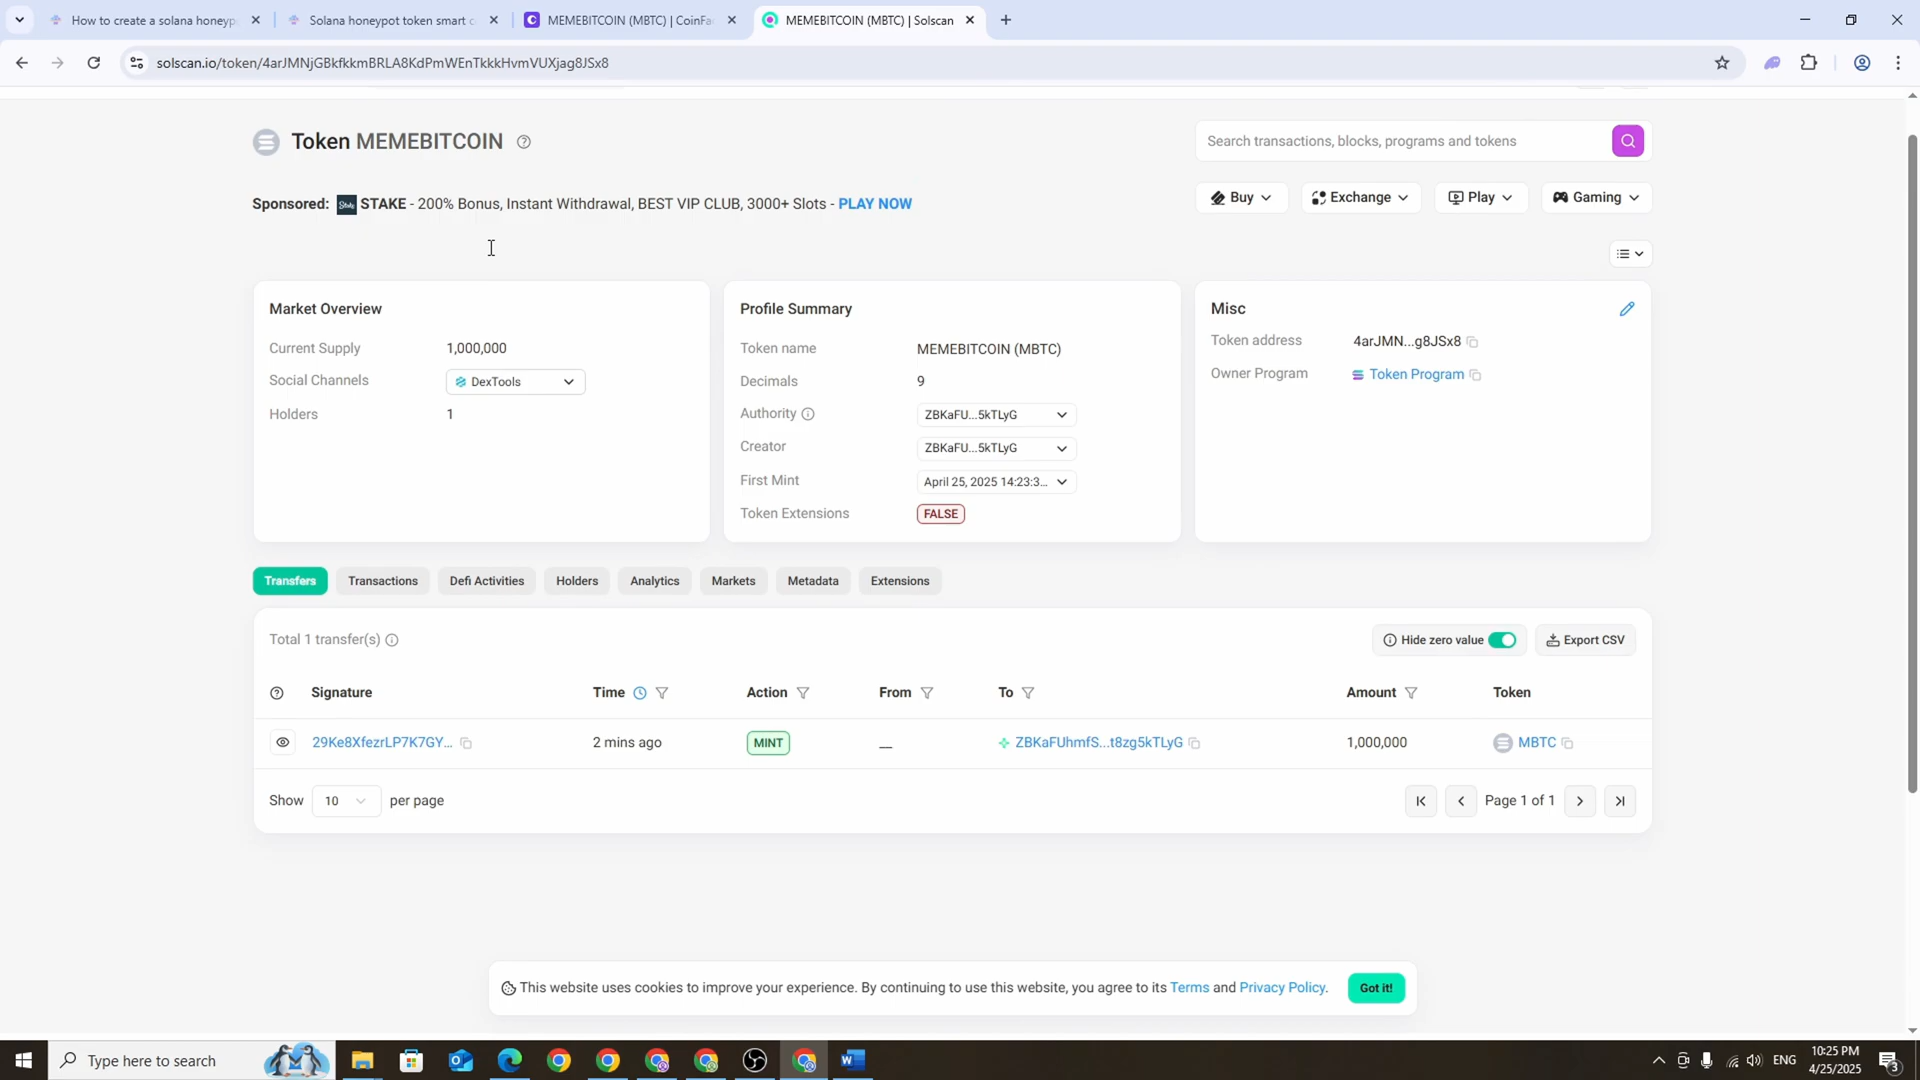 How to create a solana honeyp
Solana honeypot token smart c
MEMEBITCOIN (MBTC) | CoinFa
MEMEBITCOIN (MBTC) | Solscan
solscan.io/token/4arJMNjGBkfkkmBRLA8KdPmWEnTkkkHvmVUXjag8JSx8
Token MEMEBITCOIN
Search transactions, blocks, programs and tokens
Sponsored: Stake STAKE - 200% Bonus, Instant Withdrawal, BEST VIP CLUB, 3000+ Slots - PLAY NOW
Buy
Exchange
Play
Gaming
Market Overview
Current Supply 1,000,000
Social Channels DexTools
Holders 1
Profile Summary
Token name MEMEBITCOIN (MBTC)
Decimals 9
Authority ZBKaFU...5kTLyG
Creator ZBKaFU...5kTLyG
First Mint April 25, 2025 14:23:3...
Token Extensions FALSE
Misc
Token address 4arJMN...g8JSx8
Owner Program Token Program
Transfers Transactions Defi Activities Holders Analytics Markets Metadata Extensions
Total 1 transfer(s)
Hide zero value
Export CSV
Signature Time Action From To Amount Token
29Ke8XfezrLP7K7GY... 2 mins ago MINT __ ZBKaFUhmfS...t8zg5kTLyG 1,000,000 MBTC
Show 10 per page
Page 1 of 1
This website uses cookies to improve your experience. By continuing to use this website, you agree to its Terms and Privacy Policy.
Got it!
Type here to search
ENG
10:25 PM
4/25/2025
3